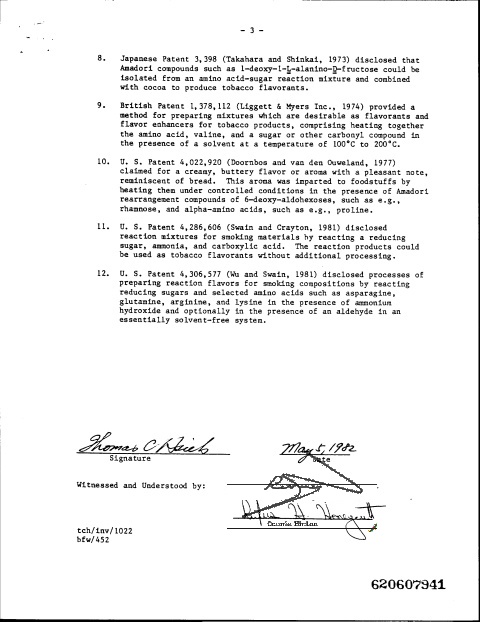 - 3 -
8. Japanese Patent 3,398 (Takahara and Shinkai, 1973) disclosed that
Amadori compounds such as 1-deoxy-1-L-alanino-D-fructose could be
isolated from an amino acid-sugar reaction mixture and combined
with cocoa to produce tobacco flavorants.
9. British Patent 1,378,112 (Liggett & Myers Inc., 1974) provided a
method for preparing mixtures which are desirable as flavorants and
flavor enhancers for tobacco products, comprising heating together
the amino acid, valine, and a sugar or other carbonyl compound in
the presence of a solvent at a temperature of 100°C to 200°C.
10. U. S. Patent 4,022,920 (Doornbos and van den Ouweland, 1977)
claimed for a creamy, buttery flavor or aroma with a pleasant note,
reminiscent of bread. This aroma was imparted to foodstuffs by
heating them under controlled conditions in the presence of Amadori
rearrangement compounds of 6-deoxy-aldohexoses, such as e.g.,
rhamnose, and alpha-amino acids, such as e.g., proline.
11. U. S. Patent 4,286,606 (Swain and Crayton, 1981) disclosed
reaction mixtures for smoking materials by reacting a reducing
sugar, ammonia, and carboxylic acid. The reaction products could
be used as tobacco flavorants without additional processing.
12. U. S. Patent 4,306,577 (Wu and Swain, 1981) disclosed processes of
preparing reaction flavors for smoking compositions by reacting
reducing sugars and selected amino acids such as asparagine,
glutamine, arginine, and lysine in the presence of ammonium
hydroxide and optionally in the presence of an aldehyde in an
essentially solvent-free system.
Thomas C May 5, 1982
Signature Date
Witnessed and Understood by:
H. Honeycutt
tch/inv/1022
bfw/452
620607941